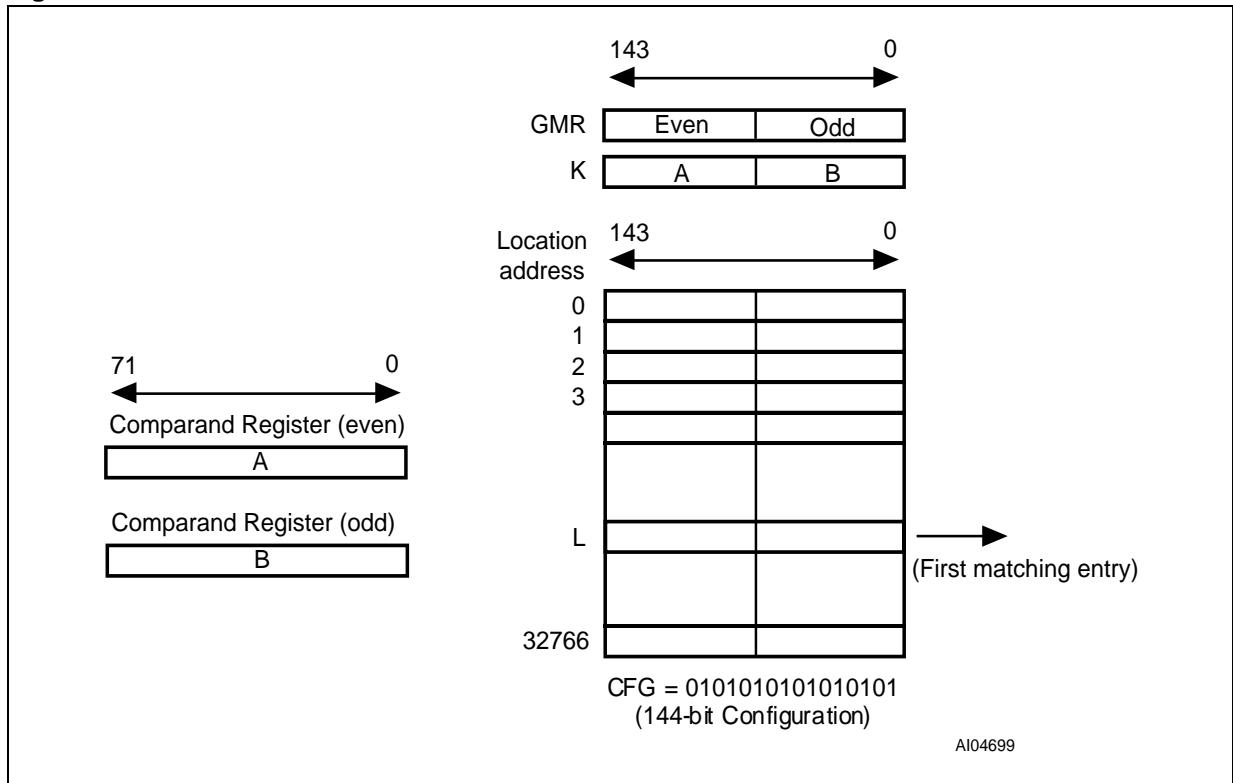 143 0
GMR Even Odd
K A B
Location address
143 0
0
1
2
3
71 0
Comparand Register (even)
A
Comparand Register (odd)
B
L
(First matching entry)
32766
CFG = 0101010101010101
(144-bit Configuration)
AI04699